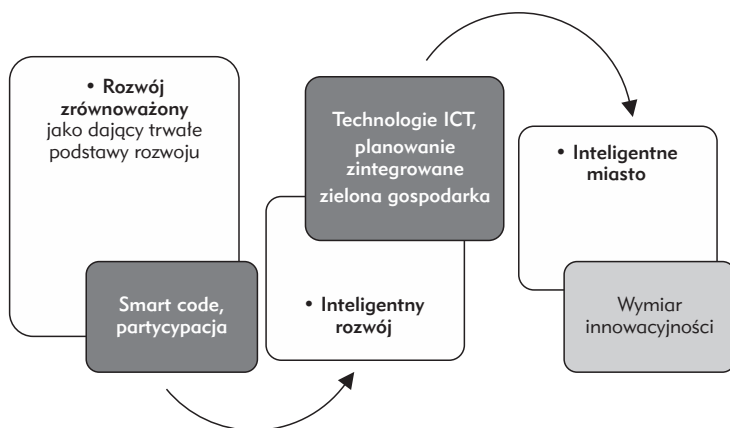 • Rozwój
zrównoważony
jako dający trwałe
podstawy rozwoju
Smart code,
partycypacja
Technologie ICT,
planowanie
zintegrowane
zielona gospodarka
• Inteligentny
rozwój
• Inteligentne
miasto
Wymiar
innowacyjności